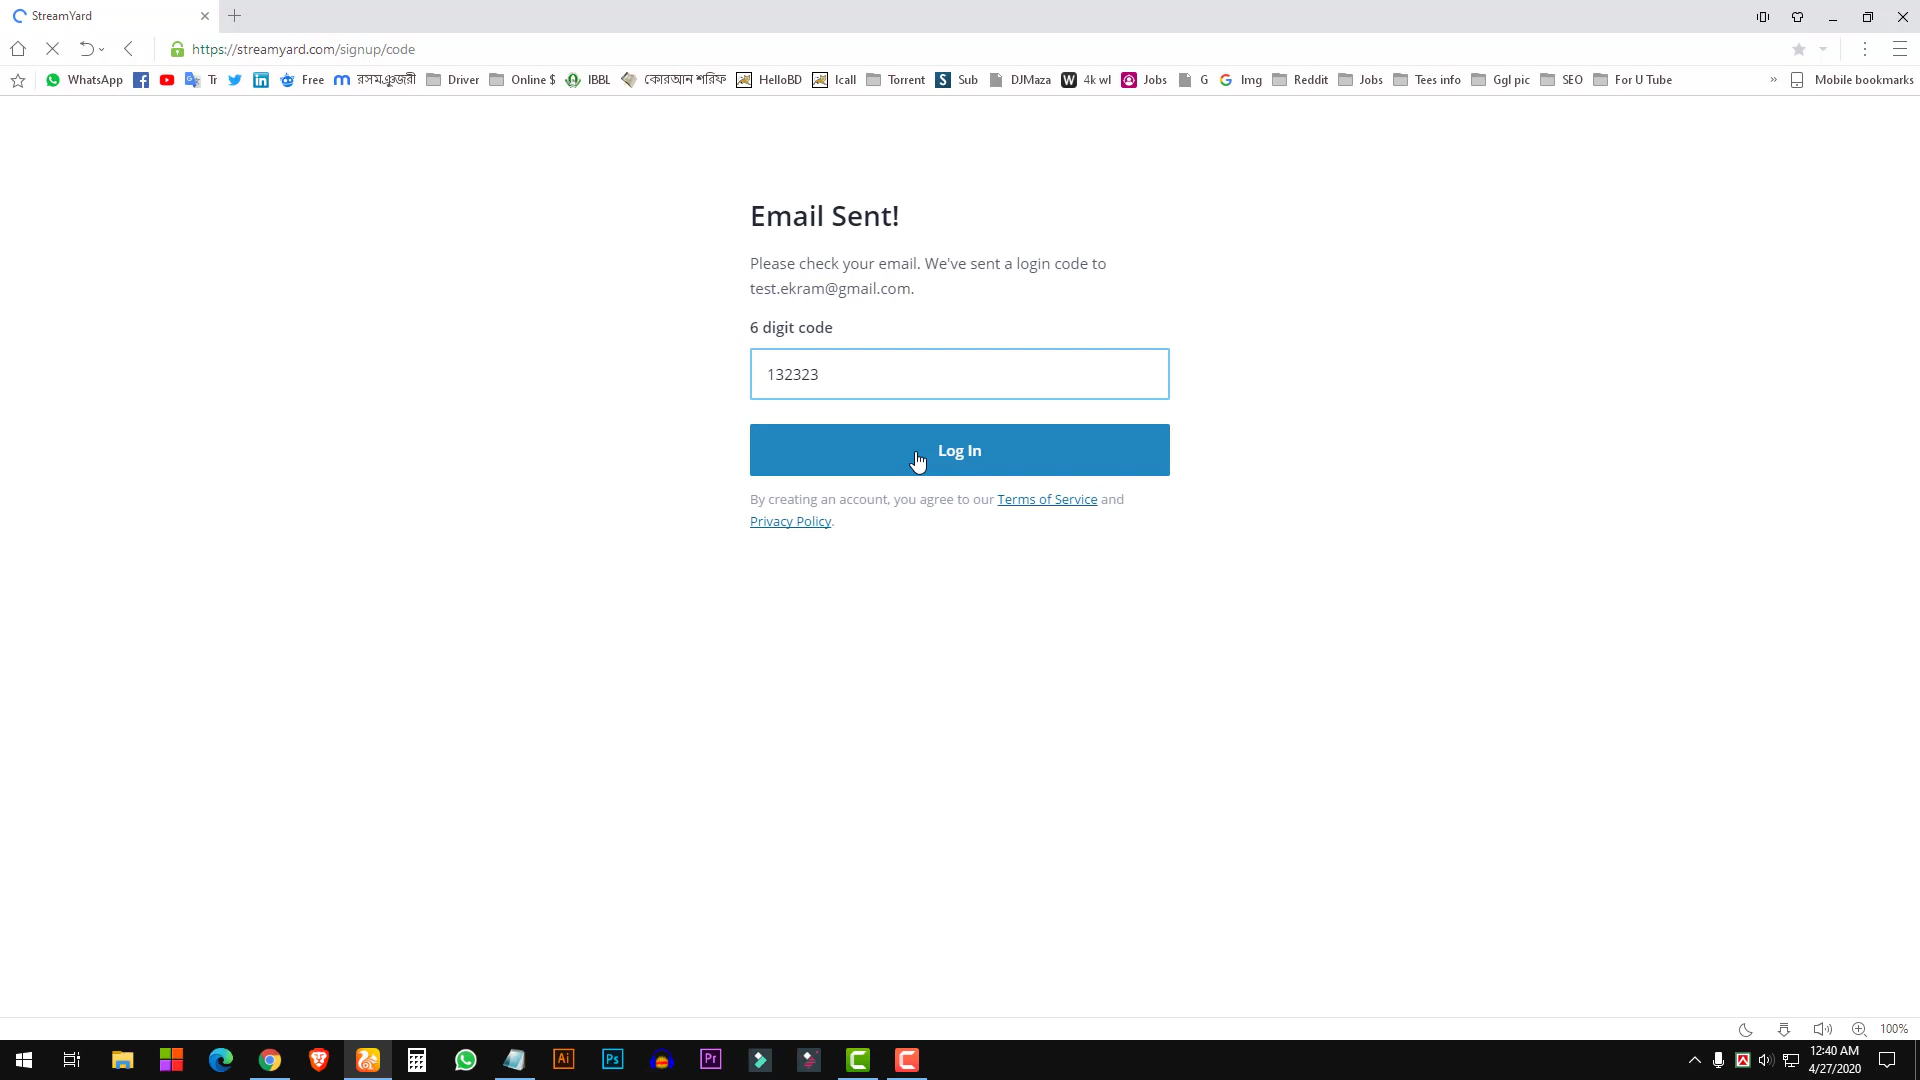 StreamYard
https://streamyard.com/signup/code
WhatsApp Tr Free রসমঞ্জুরী Driver Online $ IBBL কোরআন শরিফ HelloBD Icall Torrent S Sub DJMaza W 4k wl Jobs G Img Reddit Jobs Tees info Ggl pic SEO For U Tube » Mobile bookmarks
Email Sent!
Please check your email. We've sent a login code to
test.ekram@gmail.com.
6 digit code
132323
Log In
By creating an account, you agree to our Terms of Service and
Privacy Policy.
100%
Ai Ps Pr
12:40 AM
4/27/2020